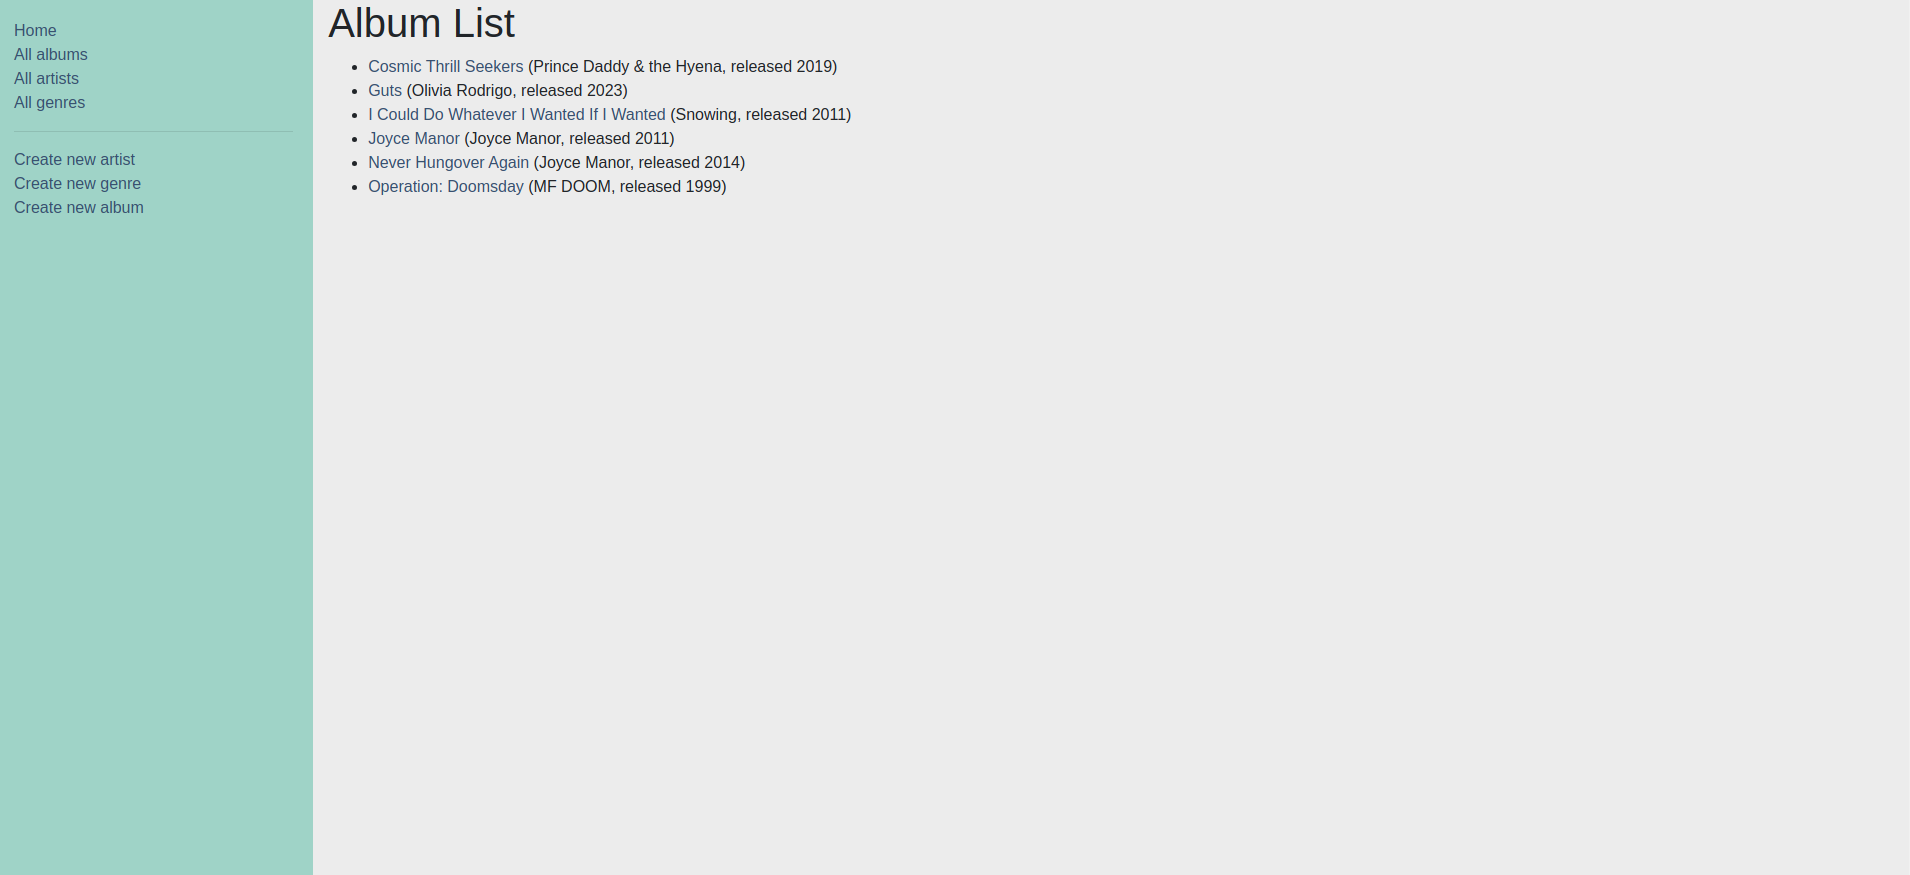 Home
All albums
All artists
All genres
Create new artist
Create new genre
Create new album
Album List
Cosmic Thrill Seekers (Prince Daddy & the Hyena, released 2019)
Guts (Olivia Rodrigo, released 2023)
I Could Do Whatever I Wanted If I Wanted (Snowing, released 2011)
Joyce Manor (Joyce Manor, released 2011)
Never Hungover Again (Joyce Manor, released 2014)
Operation: Doomsday (MF DOOM, released 1999)